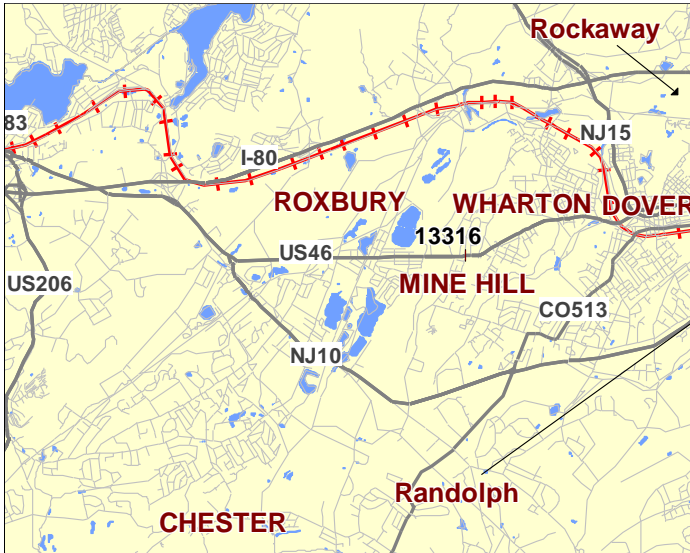 Rockaway
83
NJ15
I-80
ROXBURY
WHARTON
DOVER
13316
US46
MINE HILL
US206
CO513
NJ10
Randolph
CHESTER